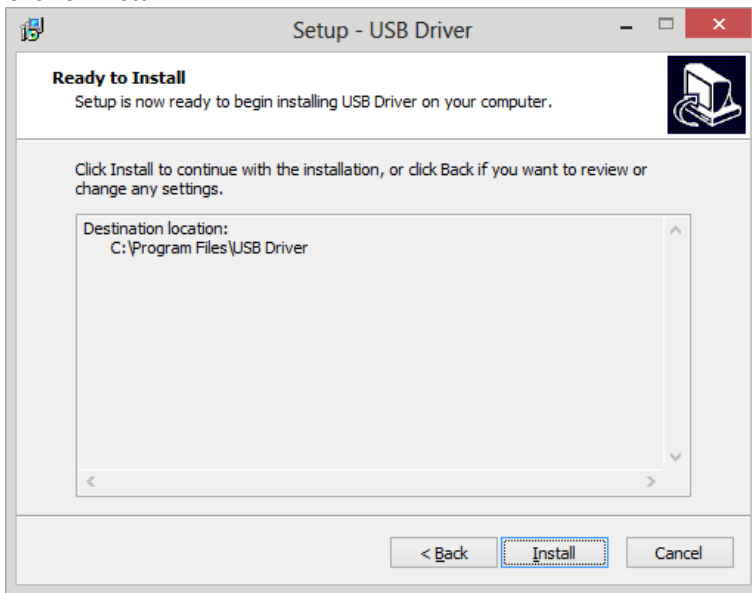 Setup - USB Driver
Ready to Install
Setup is now ready to begin installing USB Driver on your computer.
Click Install to continue with the installation, or click Back if you want to review or
change any settings.
Destination location:
C:\Program Files\USB Driver
< Back
Install
Cancel